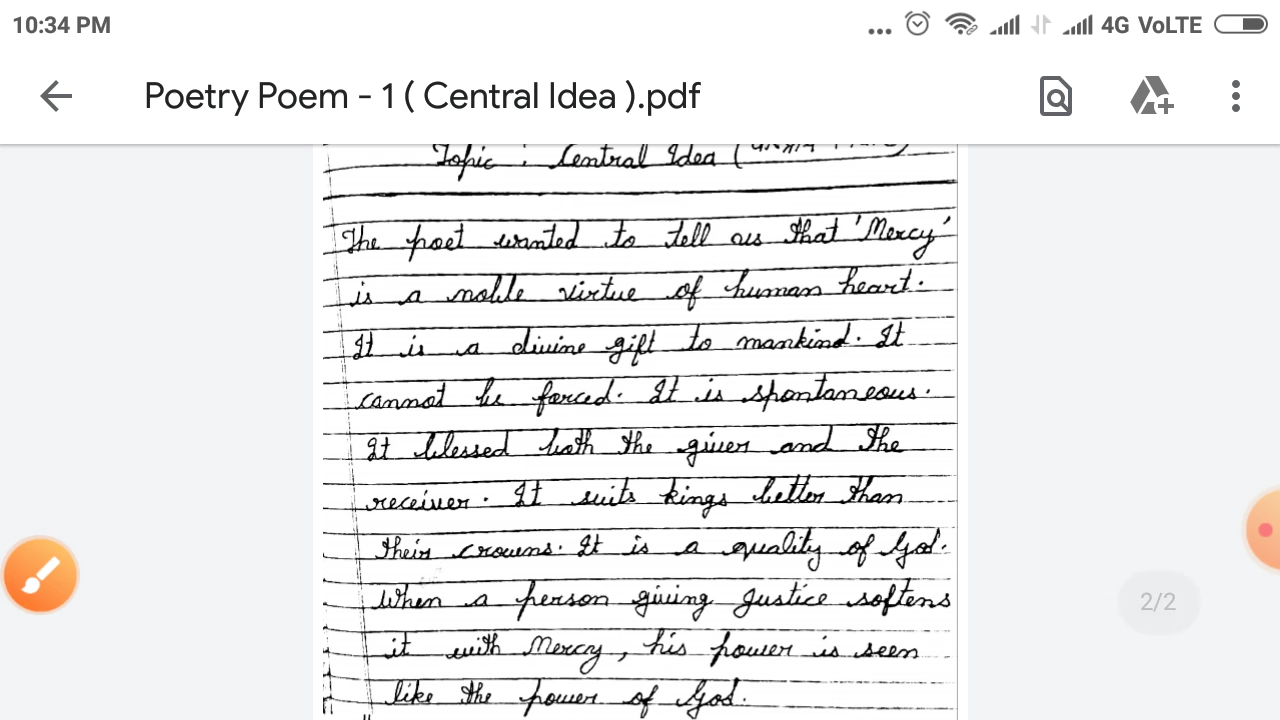 10:34 PM
... 4G VoLTE
Poetry Poem - 1 ( Central Idea ).pdf
Topic : Central Idea (
The poet wanted to tell us that 'Mercy'
is a noble virtue of human heart.
It is a divine gift to mankind. It
cannot be forced. It is spontaneous.
It blessed both the giver and the
receiver. It suits kings better than
their crowns. It is a quality of God.
When a person giving justice softens
it with Mercy, his power is seen
like the power of God.
2/2